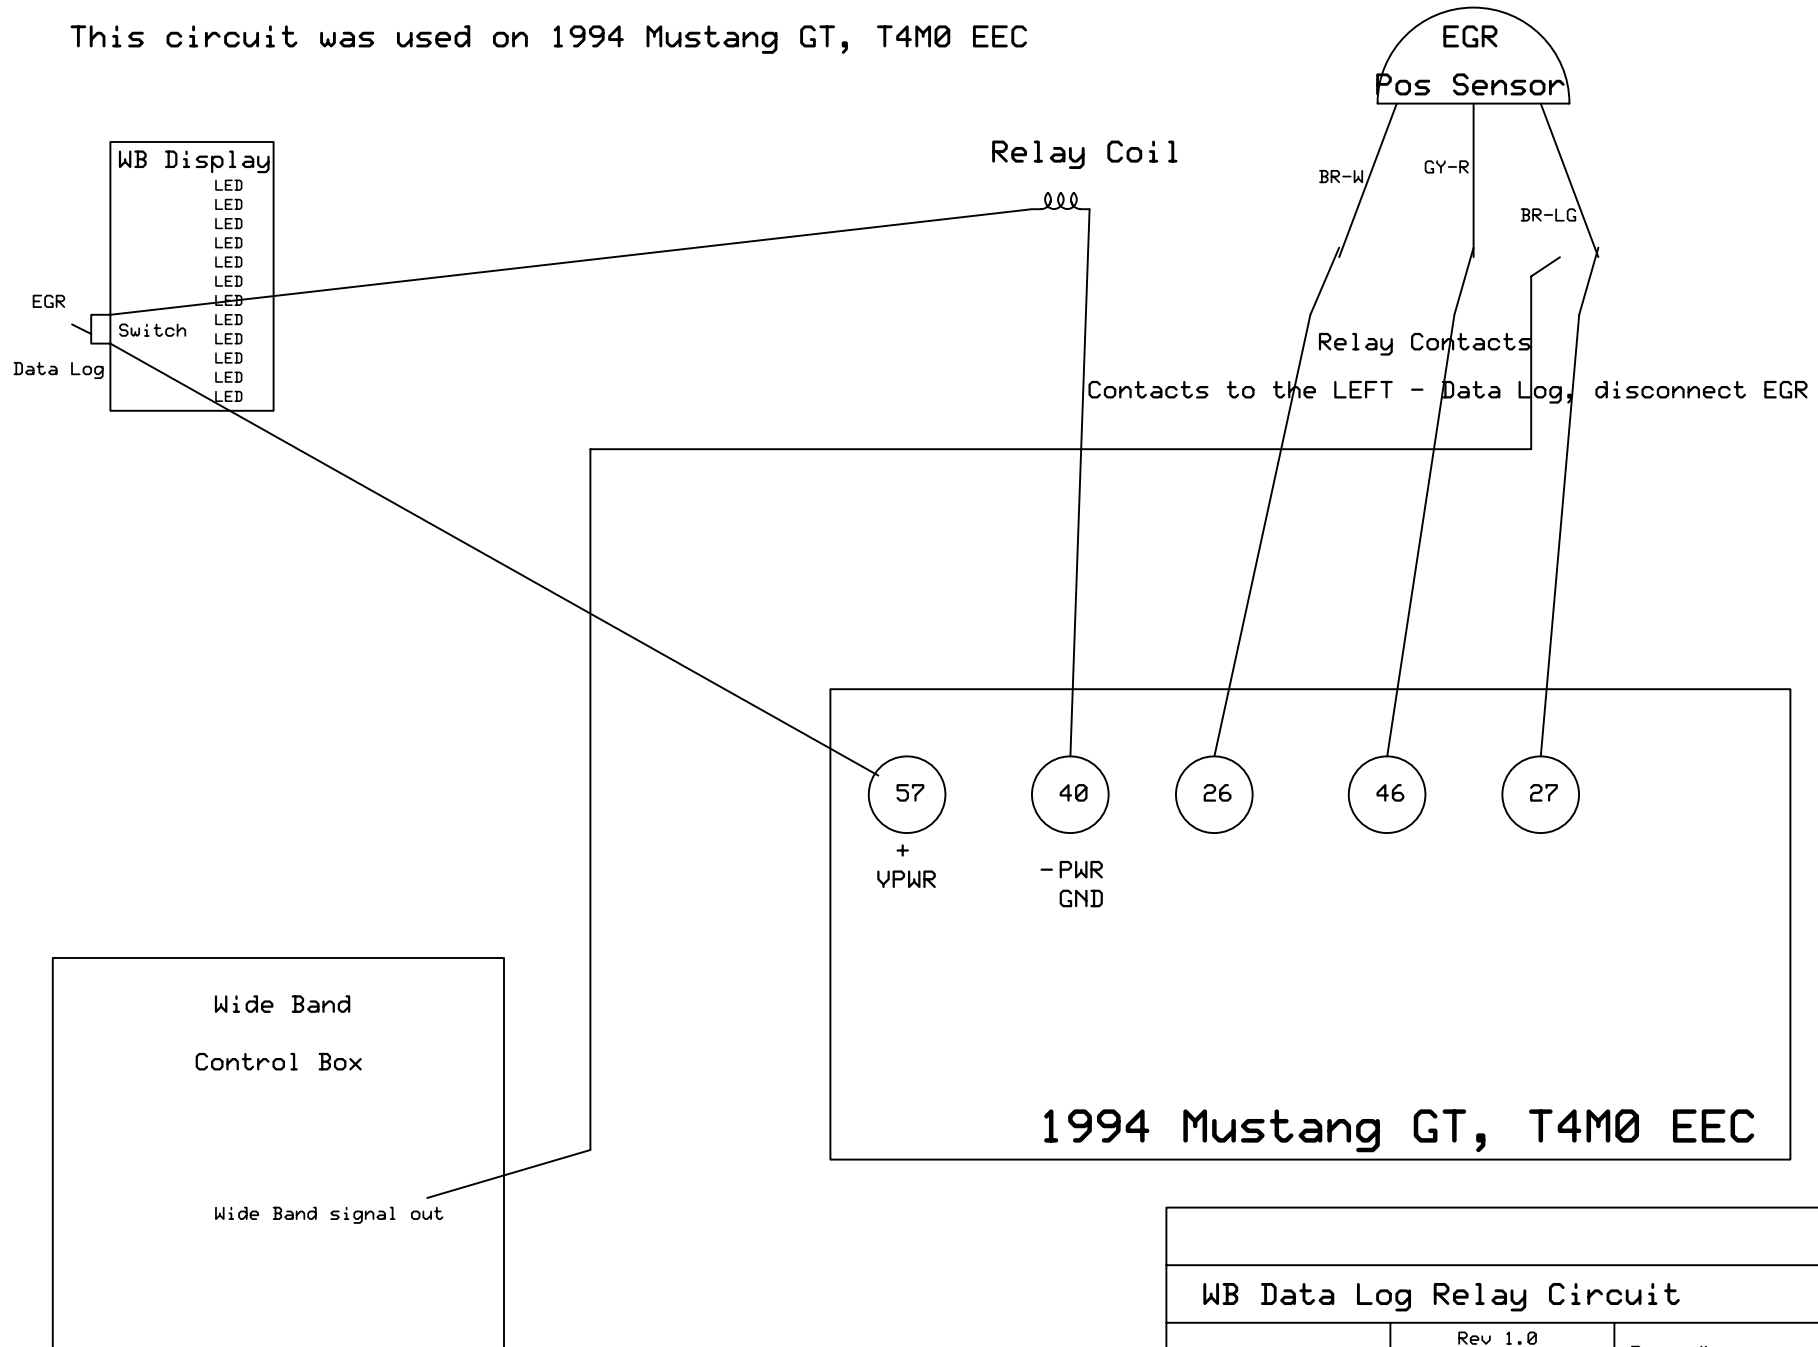 This circuit was used on 1994 Mustang GT, T4M0 EEC
EGR
Pos Sensor
WB Display
LED
LED
LED
LED
LED
LED
LED
LED
LED
LED
LED
LED
EGR
Switch
Data Log
Relay Coil
BR-W
GY-R
BR-LG
Relay Contacts
Contacts to the LEFT - Data Log, disconnect EGR
57
40
26
46
27
+
VPWR
-PWR
GND
Wide Band
Control Box
Wide Band signal out
1994 Mustang GT, T4M0 EEC
WB Data Log Relay Circuit
Rev 1.0